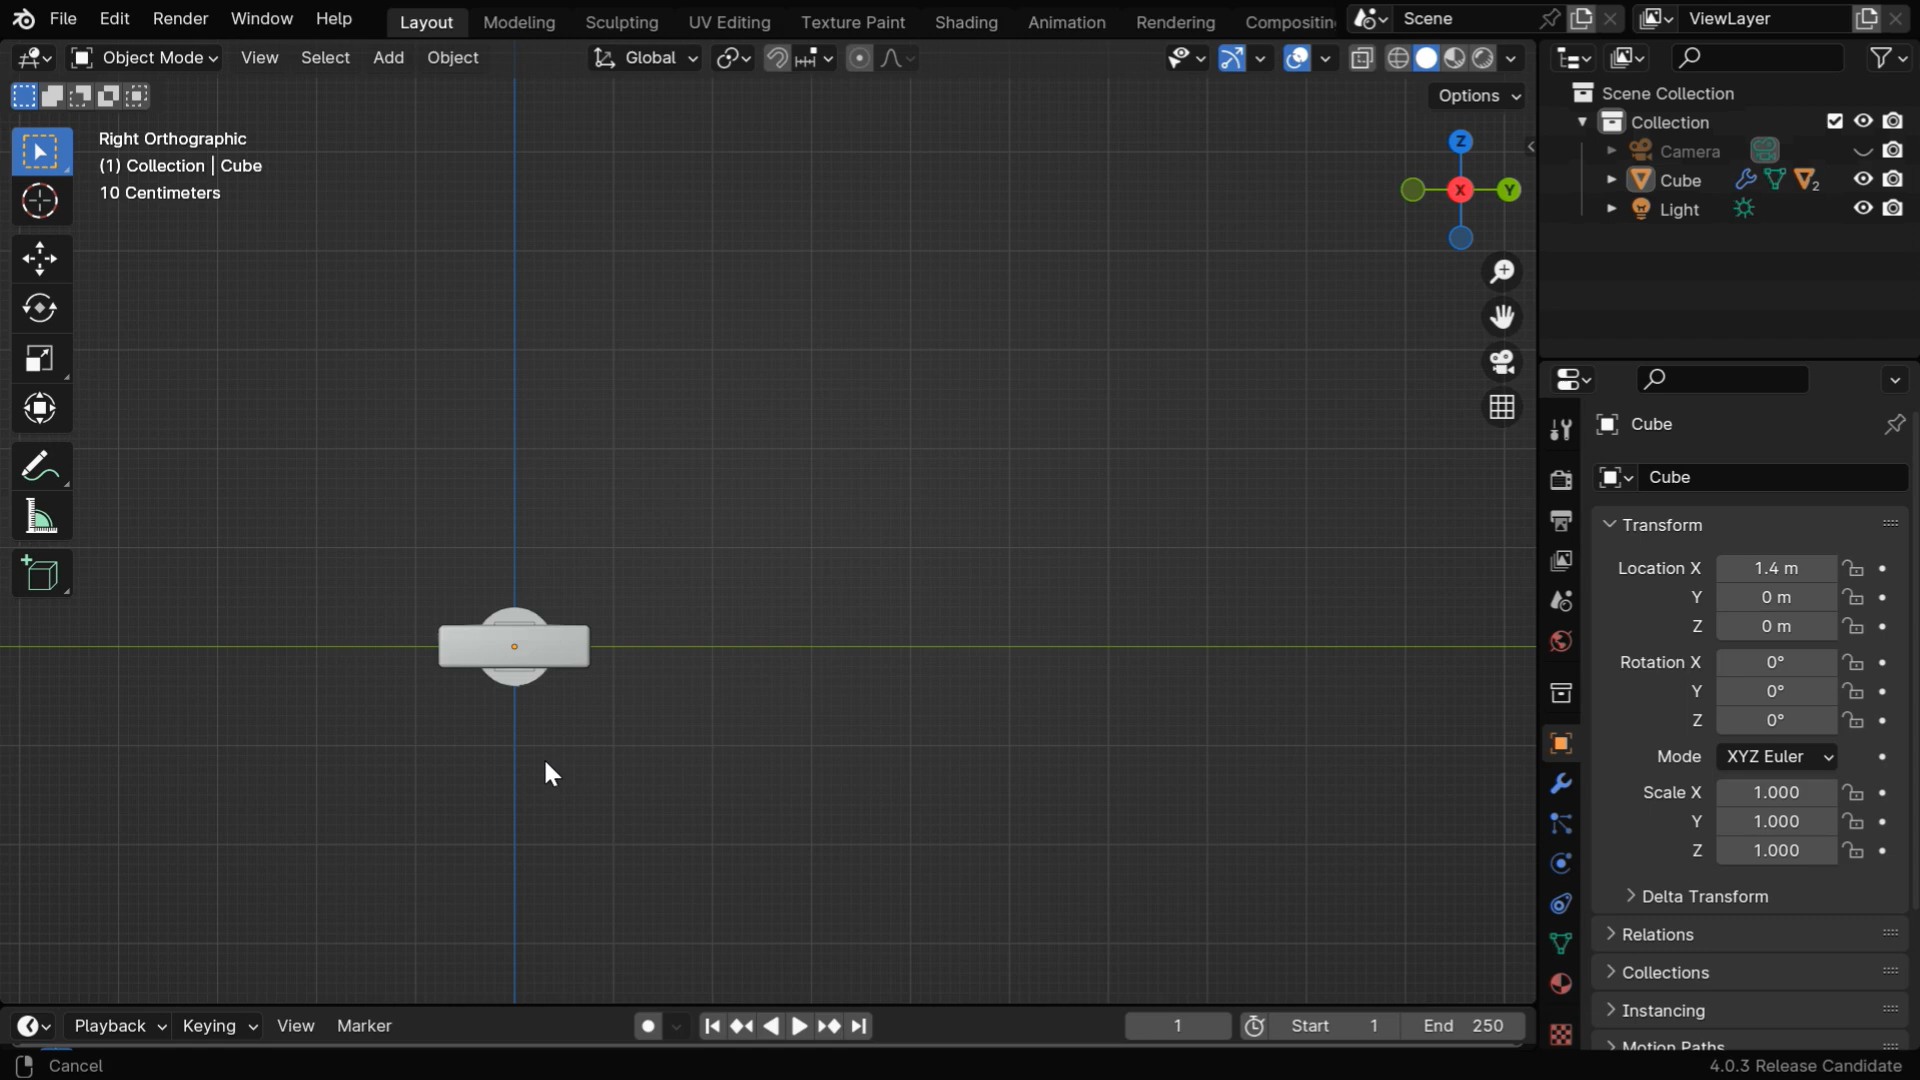 File Edit Render Window Help Layout Modeling Sculpting UV Editing Texture Paint Shading Animation Rendering Scene ViewLayer
Object Mode View Select Add Object Global
Options
Right Orthographic
(1) Collection | Cube
10 Centimeters
Z
X
Y
Scene Collection
Collection
Camera
Cube 2
Light
Cube
Cube
Transform
Location X 1.4 m
Y 0 m
Z 0 m
Rotation X 0°
Y 0°
Z 0°
Mode XYZ Euler
Scale X 1.000
Y 1.000
Z 1.000
Delta Transform
Relations
Collections
Instancing
Motion Paths
Playback Keying View Marker 1 Start 1 End 250
Cancel 4.0.3 Release Candidate